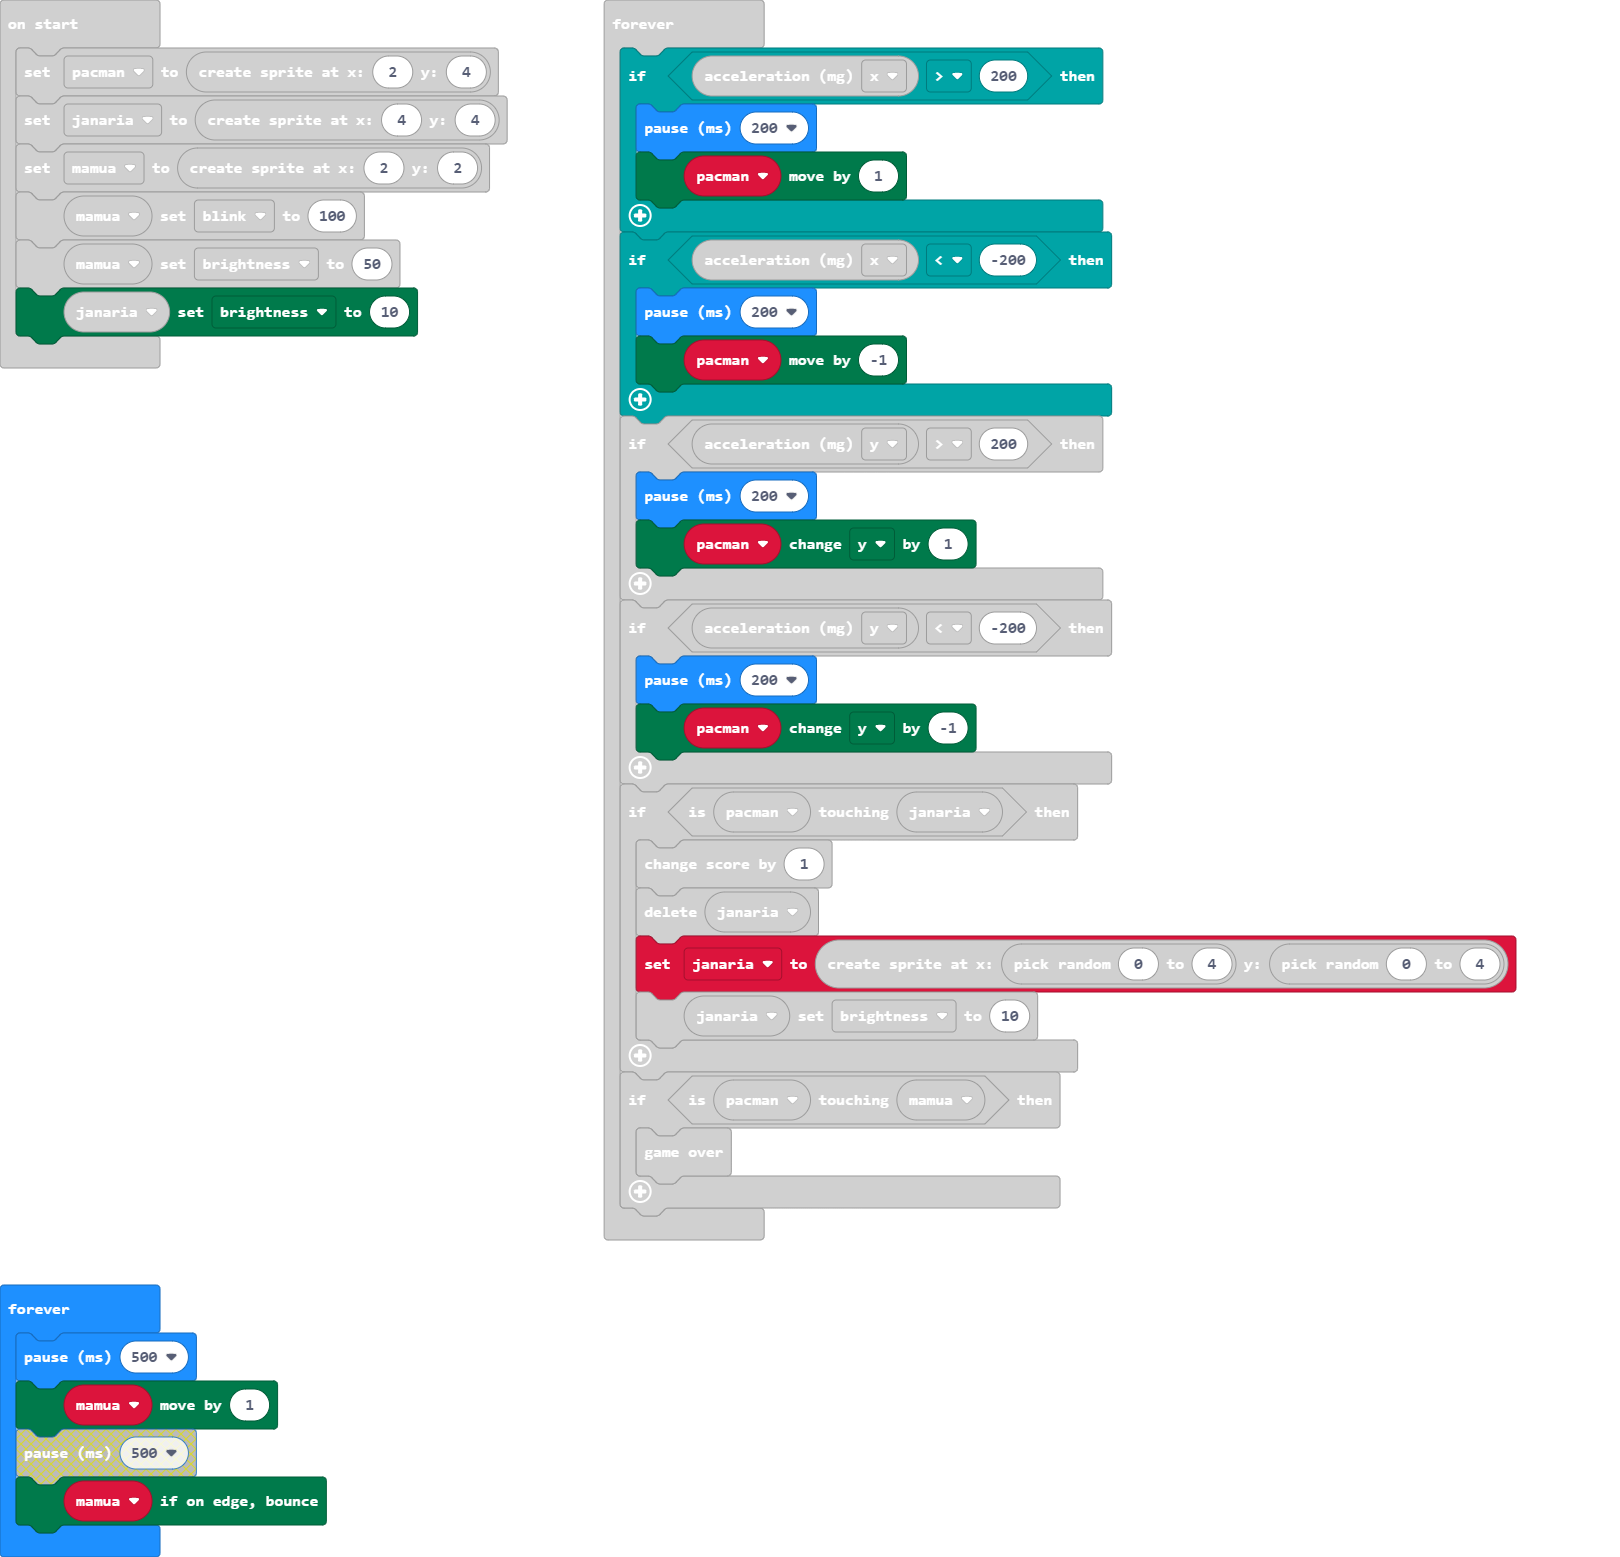 on start
set pacman to create sprite at x: 2 y: 4
set janaria to create sprite at x: 4 y: 4
set mamua to create sprite at x: 2 y: 2
mamua set blink to 100
mamua set brightness to 50
janaria set brightness to 10
forever
if acceleration (mg) x > 200 then
pause (ms) 200
pacman move by 1
if acceleration (mg) x < -200 then
pause (ms) 200
pacman move by -1
if acceleration (mg) y > 200 then
pause (ms) 200
pacman change y by 1
if acceleration (mg) y < -200 then
pause (ms) 200
pacman change y by -1
if is pacman touching janaria then
change score by 1
delete janaria
set janaria to create sprite at x: pick random 0 to 4 y: pick random 0 to 4
janaria set brightness to 10
if is pacman touching mamua then
game over
forever
pause (ms) 500
mamua move by 1
pause (ms) 500
mamua if on edge, bounce